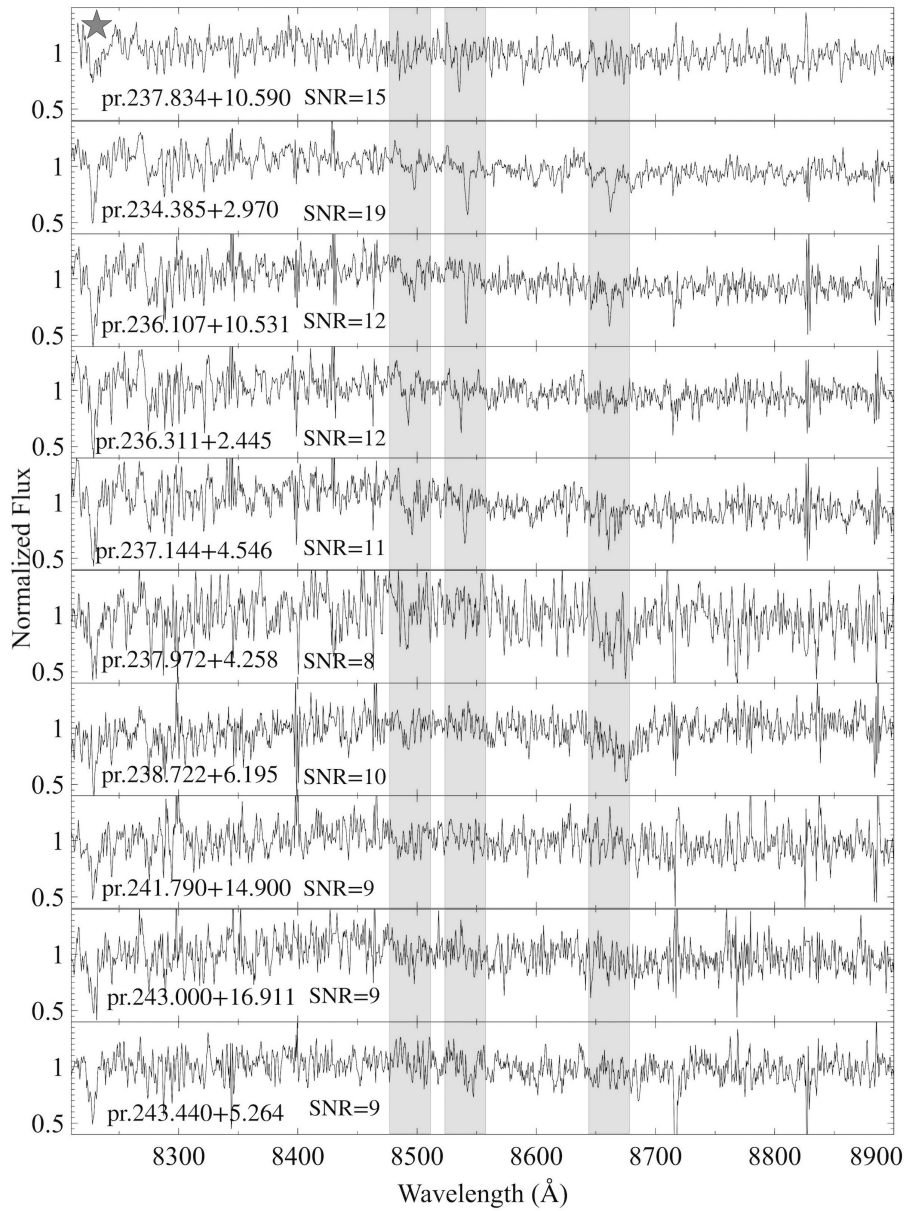 1
0.5
pr.237.834+10.590 SNR=15
1
0.5
pr.234.385+2.970 SNR=19
1
0.5
pr.236.107+10.531 SNR=12
1
0.5
pr.236.311+2.445 SNR=12
1
0.5
pr.237.144+4.546 SNR=11
1
0.5
pr.237.972+4.258 SNR=8
1
0.5
pr.238.722+6.195 SNR=10
1
0.5
pr.241.790+14.900 SNR=9
1
0.5
pr.243.000+16.911 SNR=9
1
0.5
pr.243.440+5.264 SNR=9
Normalized Flux
8300 8400 8500 8600 8700 8800 8900
Wavelength (Å)